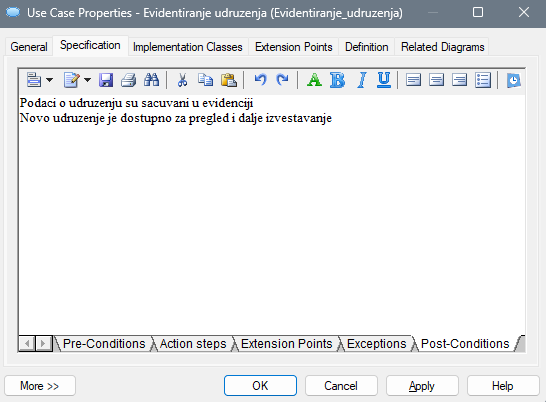 Use Case Properties - Evidentiranje udruzenja (Evidentiranje_udruzenja)
General Specification Implementation Classes Extension Points Definition Related Diagrams
A B I U
Podaci o udruzenju su sacuvani u evidenciji
Novo udruzenje je dostupno za pregled i dalje izvestavanje
Pre-Conditions Action steps Extension Points Exceptions Post-Conditions
More >> OK Cancel Apply Help